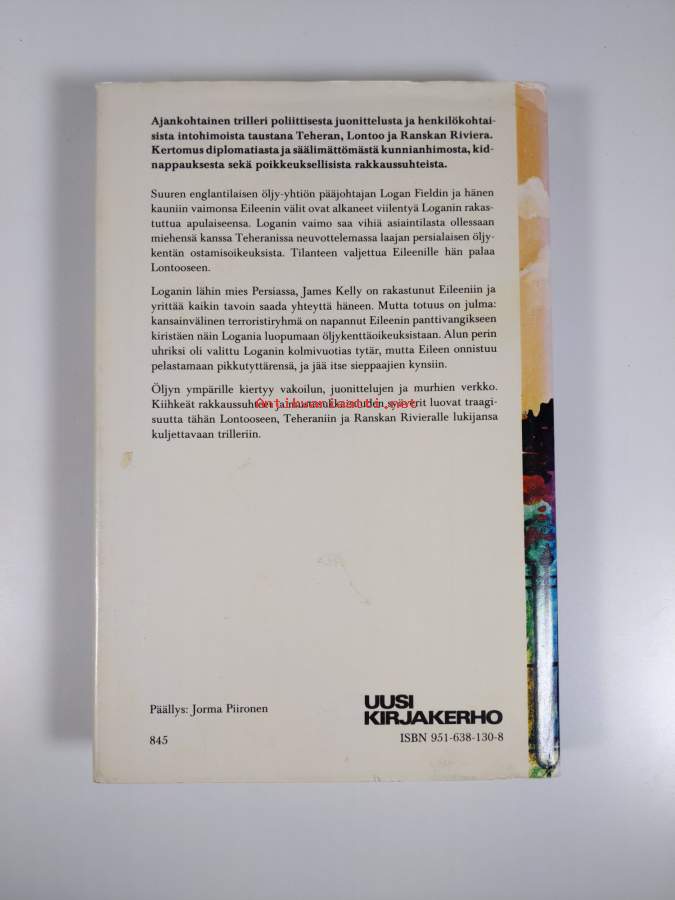 Ajankohtainen trilleri poliittisesta juonittelusta ja henkilökohtai-
sista intohimoista taustana Teheran, Lontoo ja Ranskan Riviera.
Kertomus diplomatiasta ja säälimättömästä kunnianhimosta, kid-
nappauksesta sekä poikkeuksellisista rakkaussuhteista.
Suuren englantilaisen öljy-yhtiön pääjohtajan Logan Fieldin ja hänen
kauniin vaimonsa Eileenin välit ovat alkaneet viilentyä Loganin rakas-
tuttua apulaiseensa. Loganin vaimo saa vihiä asiaintilasta ollessaan
miehensä kanssa Teheranissa neuvottelemassa laajan persialaisen öljy-
kentän ostamisoikeuksista. Tilanteen valjettua Eileenille hän palaa
Lontooseen.
Loganin lähin mies Persiassa, James Kelly on rakastunut Eileeniin ja
yrittää kaikin tavoin saada yhteyttä häneen. Mutta totuus on julma:
kansainvälinen terroristiryhmä on napannut Eileenin panttivangikseen
kiristäen näin Logania luopumaan öljykenttäoikeuksistaan. Alun perin
uhriksi oli valittu Loganin kolmivuotias tytär, mutta Eileen onnistuu
pelastamaan pikkutyttärensä, ja jää itse sieppaajien kynsiin.
Öljyn ympärille kiertyy vakoilun, juonittelujen ja murhien verkko.
Kiihkeät rakkaussuhteet ja mustasukkaisuuden väverit luovat traagi-
suutta tähän Lontooseen, Teheraniin ja Ranskan Rivieralle lukijansa
kuljettavaan trilleriin.
Antikvariaatti.net
Päällys: Jorma Piironen
845
UUSI
KIRJAKERHO
ISBN 951-638-130-8